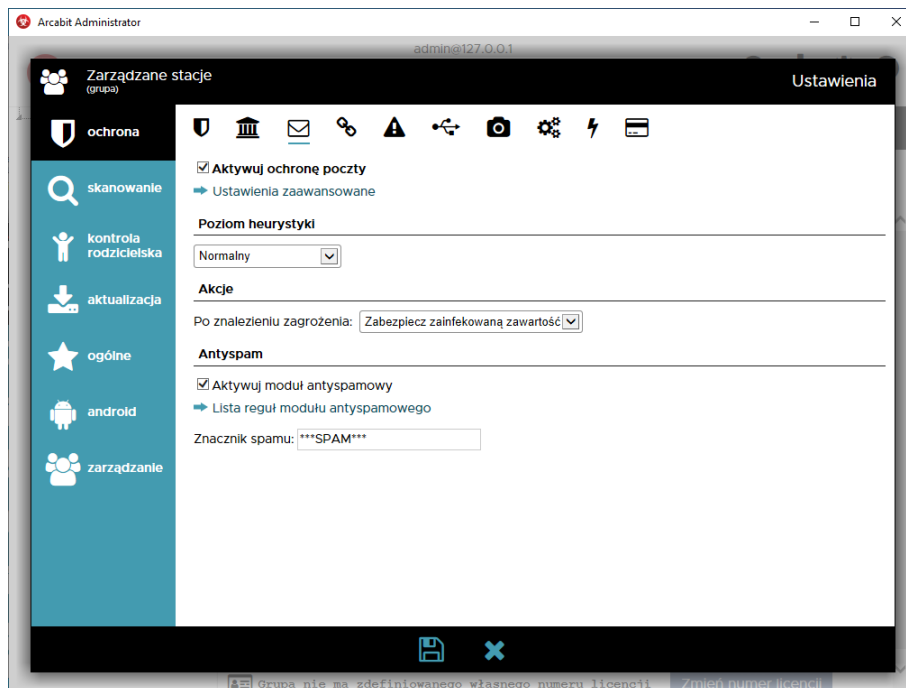 Arcabit Administrator
admin@127.0.0.1
Zarządzane stacje
(grupa)
Ustawienia
ochrona
skanowanie
kontrola
rodzicielska
aktualizacja
ogólne
android
zarządzanie
Aktywuj ochronę poczty
Ustawienia zaawansowane
Poziom heurystyki
Normalny
Akcje
Po znalezieniu zagrożenia: Zabezpiecz zainfekowaną zawartość
Antyspam
Aktywuj moduł antyspamowy
Lista reguł modułu antyspamowego
Znacznik spamu: ***SPAM***
Grupa nie ma zdefiniowanego własnego numeru licencji
Zmień numer licencji